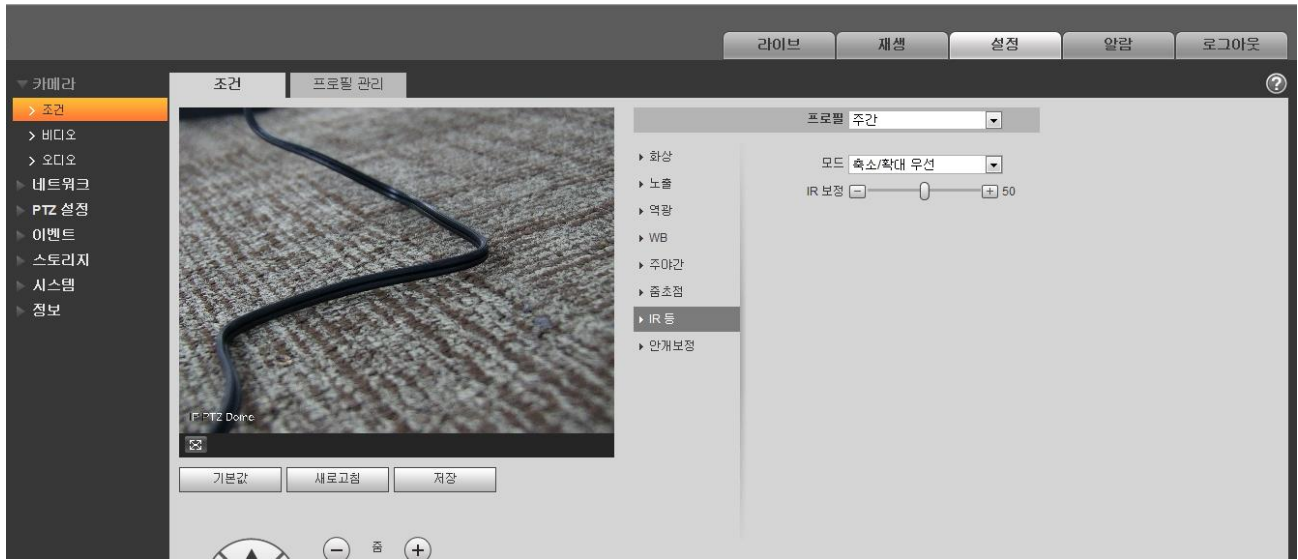 라이브
재생
설정
알람
로그아웃
카메라
조건
비디오
오디오
네트워크
PTZ 설정
이벤트
스토리지
시스템
정보
조건
프로필 관리
?
IP PTZ Dome
기본값
새로고침
저장
줌
프로필 주간
화상
노출
역광
WB
주야간
줌초점
IR 등
안개보정
모드 축소/확대 우선
IR 보정 50